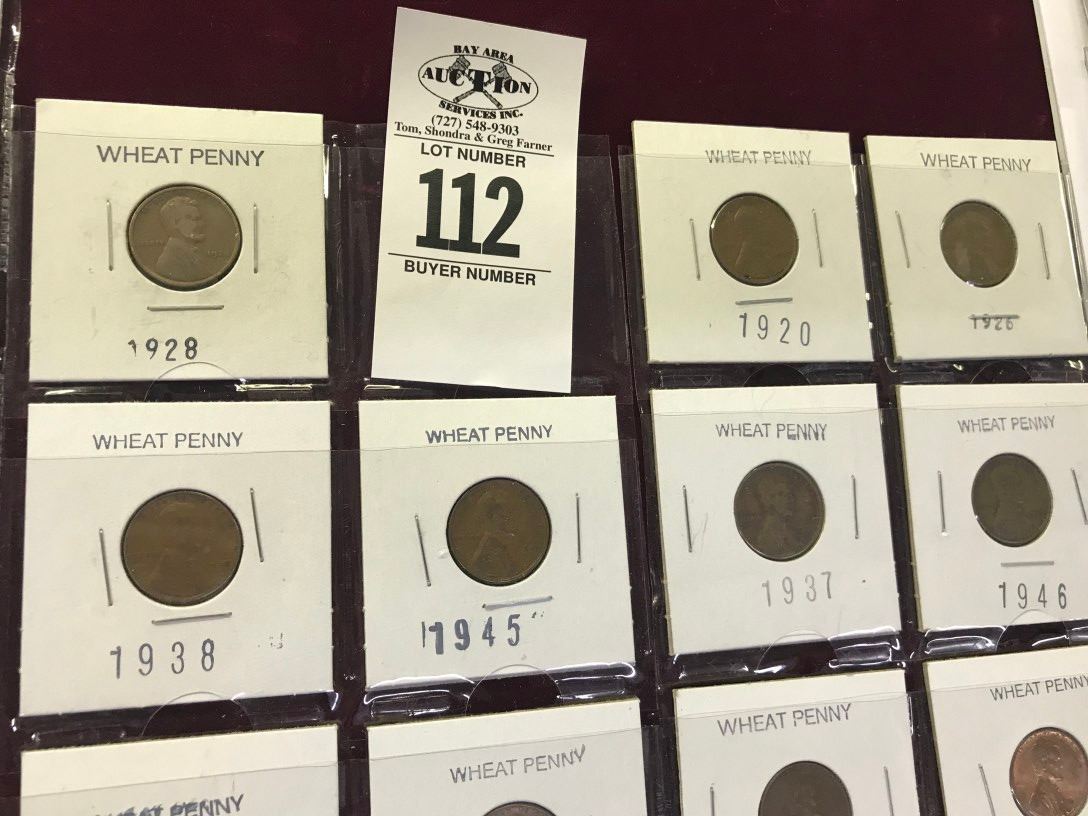 BAY AREA
AUCTION
SERVICES INC.
(727) 548-9303
Tom, Shondra & Greg Farner
LOT NUMBER
112
BUYER NUMBER
WHEAT PENNY
1928
WHEAT PENNY
1920
WHEAT PENNY
1926
WHEAT PENNY
1938
WHEAT PENNY
1945
WHEAT PENNY
1937
WHEAT PENNY
1946
WHEAT PENNY
WHEAT PENNY
WHEAT PENNY
WHEAT PENNY